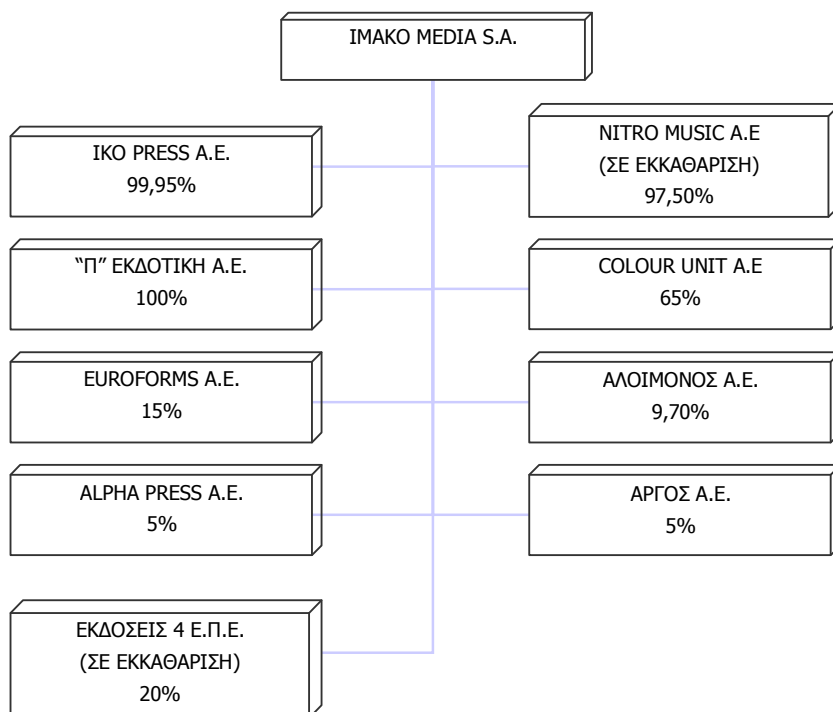 IMAKO MEDIA S.A.
IKO PRESS A.E.
99,95%
NITRO MUSIC A.E
(ΣΕ ΕΚΚΑΘΑΡΙΣΗ)
97,50%
“Π” ΕΚΔΟΤΙΚΗ Α.Ε.
100%
COLOUR UNIT A.E
65%
EUROFORMS A.E.
15%
ΑΛΟΙΜΟΝΟΣ Α.Ε.
9,70%
ALPHA PRESS A.E.
5%
ΑΡΓΟΣ Α.Ε.
5%
ΕΚΔΟΣΕΙΣ 4 Ε.Π.Ε.
(ΣΕ ΕΚΚΑΘΑΡΙΣΗ)
20%